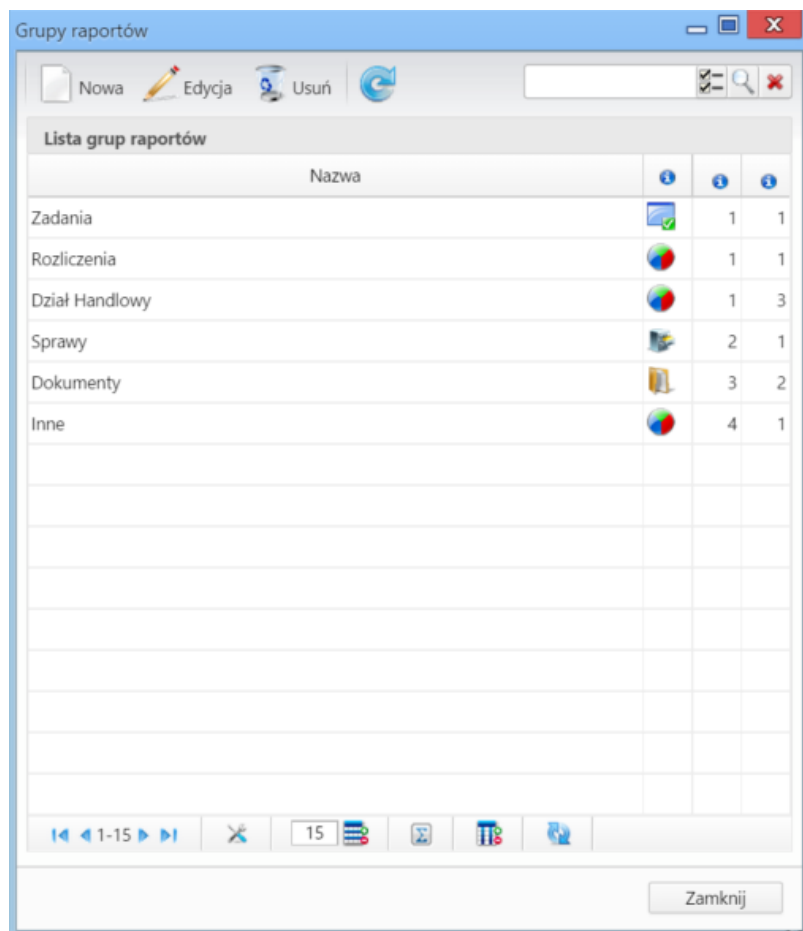 Grupy raportów
Nowa Edycja Usuń
Lista grup raportów
Nazwa
Zadania 1 1
Rozliczenia 1 1
Dział Handlowy 1 3
Sprawy 2 1
Dokumenty 3 2
Inne 4 1
1-15 15
Zamknij